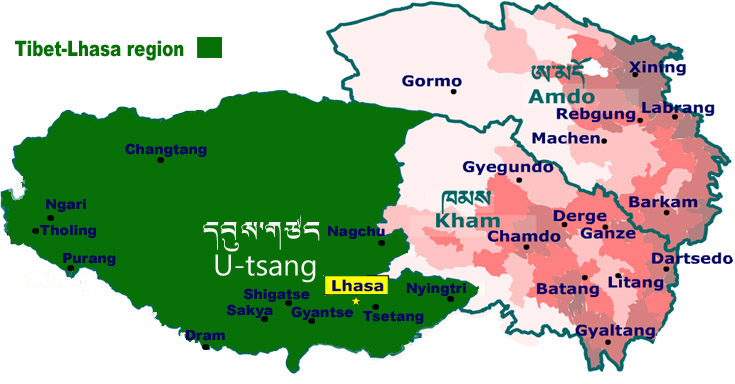 Tibet-Lhasa region
Gormo
ཨ་མདོ
Amdo
Xining
Rebgung
Labrang
Machen
Changtang
Gyegundo
Ngari
Tholing
Purang
དབུས་གཙང
U-tsang
Nagchu
ཁམས
Kham
Derge
Ganze
Barkam
Chamdo
Dartsedo
Batang
Litang
Lhasa
Nyingtri
Shigatse
Sakya
Gyantse
Tsetang
Dram
Gyaltang